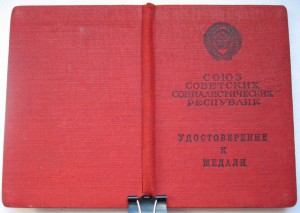 СОЮЗ
СОВЕТСКИХ
СОЦИАЛИСТИЧЕСКИХ
РЕСПУБЛИК
УДОСТОВЕРЕНИЕ
К
МЕДАЛИ